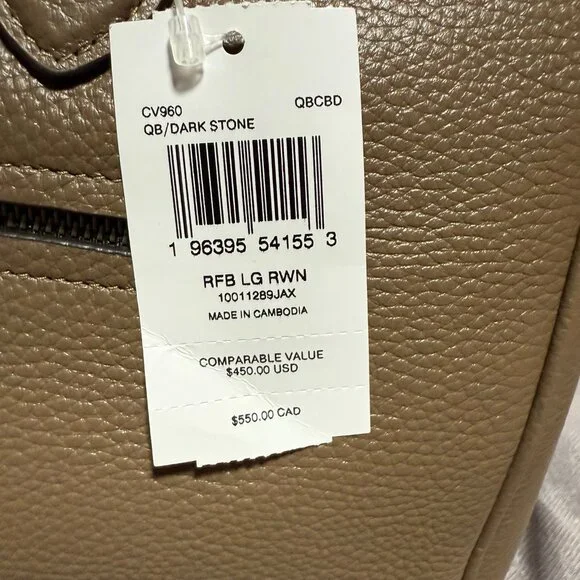 CV960 QBCBD
QB/DARK STONE
1 96395 54155 3
RFB LG RWN
10011289JAX
MADE IN CAMBODIA
COMPARABLE VALUE
$450.00 USD
$550.00 CAD